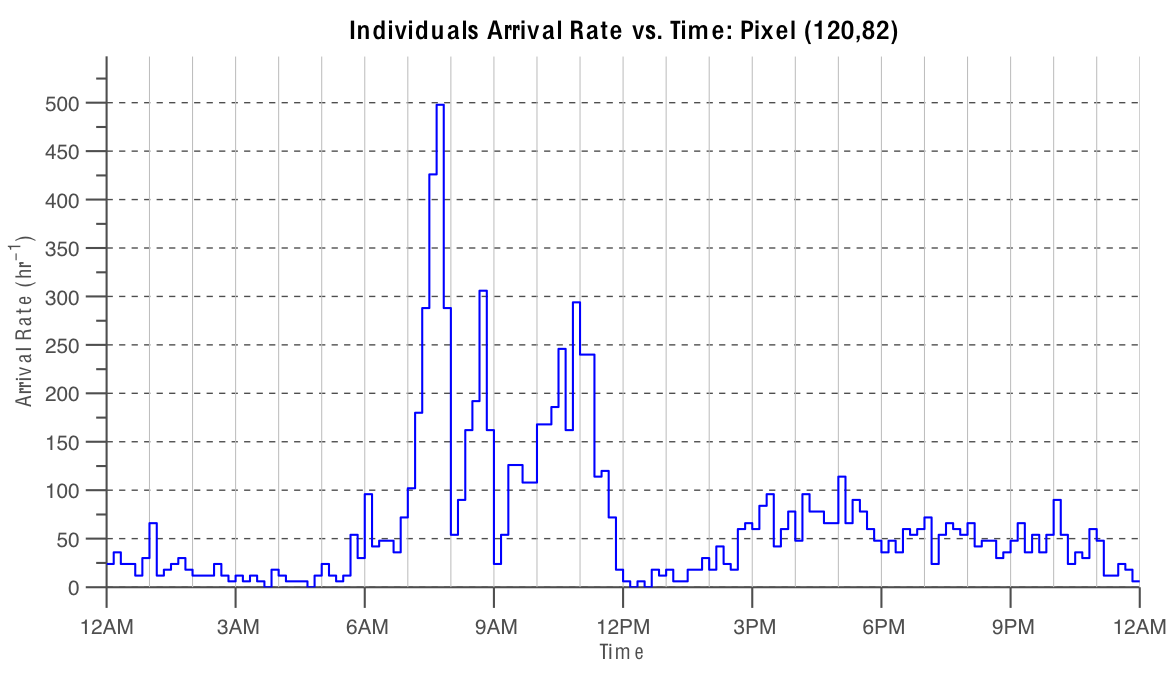 Individuals Arrival Rate vs. Time: Pixel (120,82)
Arrival Rate (hr⁻¹)
500
450
400
350
300
250
200
150
100
50
0
12AM 3AM 6AM 9AM 12PM 3PM 6PM 9PM 12AM
Time